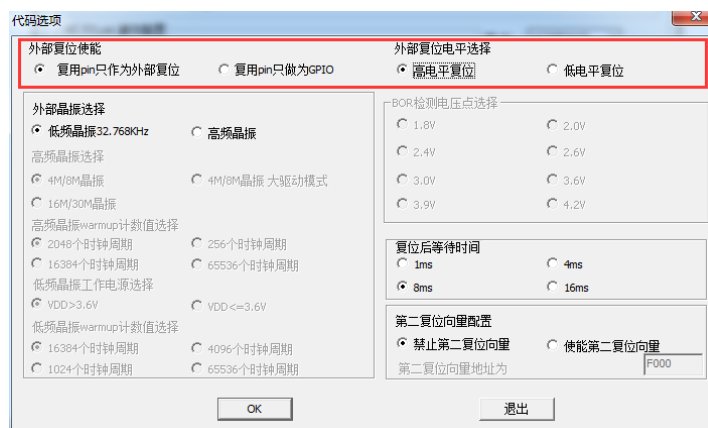 代码选项
外部复位使能
复用pin只作为外部复位
复用pin只做为GPIO
外部复位电平选择
高电平复位
低电平复位
外部晶振选择
低频晶振32.768KHz
高频晶振
高频晶振选择
4M/8M晶振
4M/8M晶振 大驱动模式
16M/30M晶振
高频晶振warmup计数值选择
2048个时钟周期
256个时钟周期
16384个时钟周期
65536个时钟周期
低频晶振工作电源选择
VDD>3.6V
VDD<=3.6V
低频晶振warmup计数值选择
16384个时钟周期
4096个时钟周期
1024个时钟周期
65536个时钟周期
BOR检测电压点选择
1.8V
2.0V
2.4V
2.6V
3.0V
3.6V
3.9V
4.2V
复位后等待时间
1ms
4ms
8ms
16ms
第二复位向量配置
禁止第二复位向量
使能第二复位向量
第二复位向量地址为
F000
OK
退出